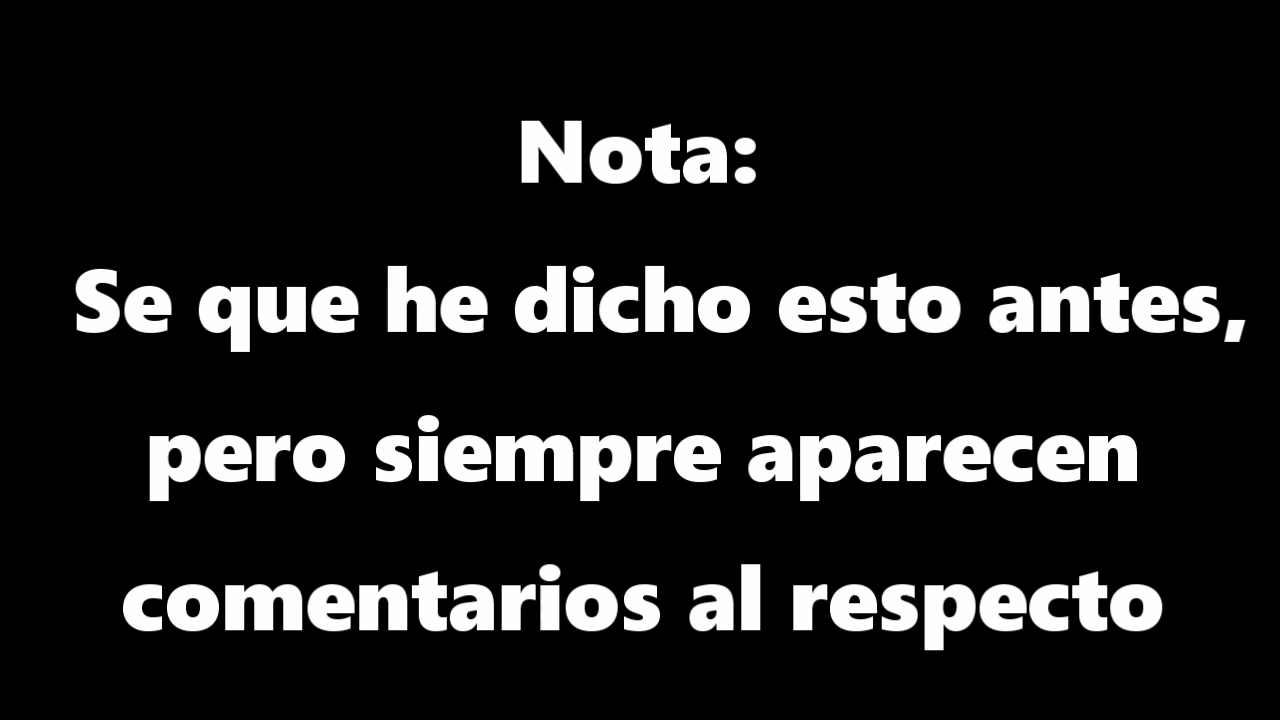 Nota:
Se que he dicho esto antes,
pero siempre aparecen
comentarios al respecto